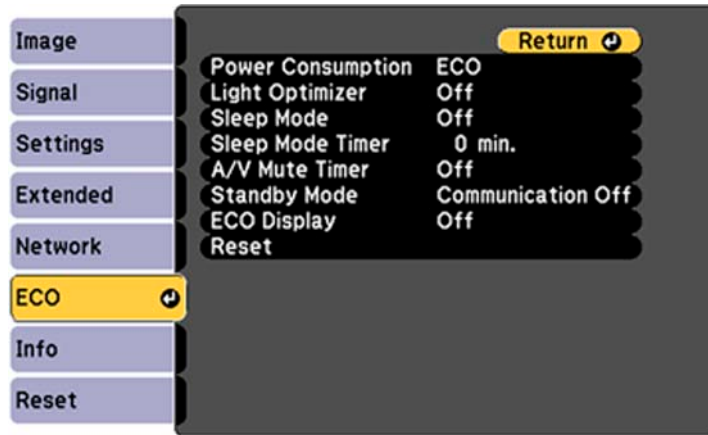 Image
Signal
Settings
Extended
Network
ECO
Info
Reset
Return
Power Consumption ECO
Light Optimizer Off
Sleep Mode Off
Sleep Mode Timer 0 min.
A/V Mute Timer Off
Standby Mode Communication Off
ECO Display Off
Reset